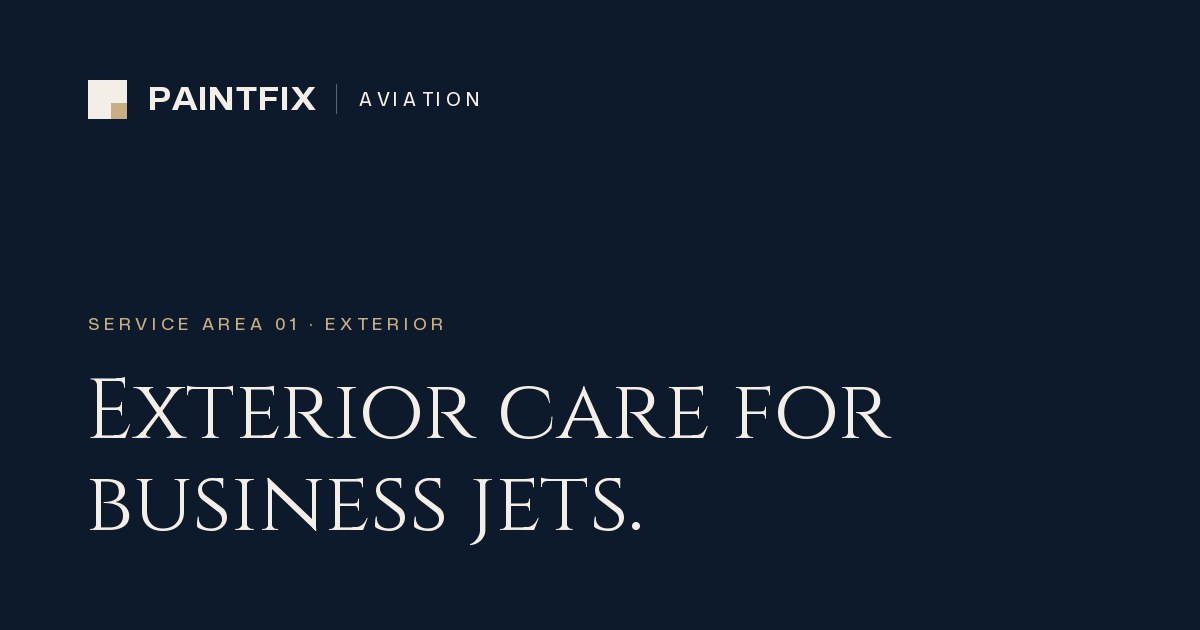 PAINTFIX | AVIATION
SERVICE AREA 01 · EXTERIOR
Exterior care for
business jets.